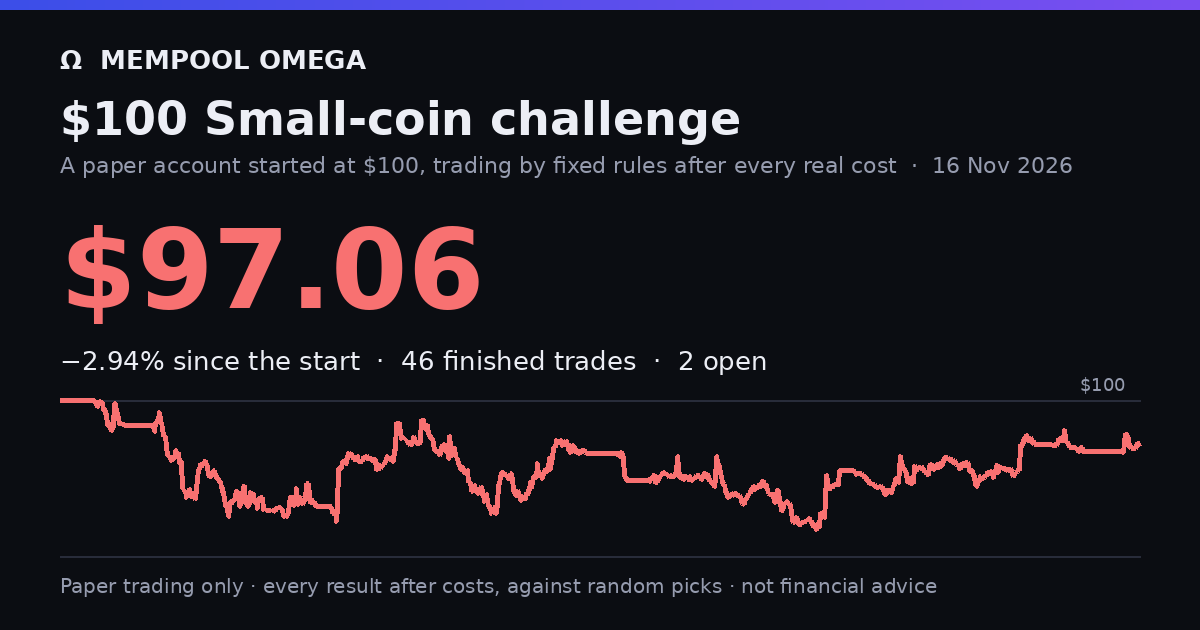 Ω MEMPOOL OMEGA
$100 Small-coin challenge
A paper account started at $100, trading by fixed rules after every real cost · 16 Nov 2026
$97.06
−2.94% since the start · 46 finished trades · 2 open
$100
Paper trading only · every result after costs, against random picks · not financial advice